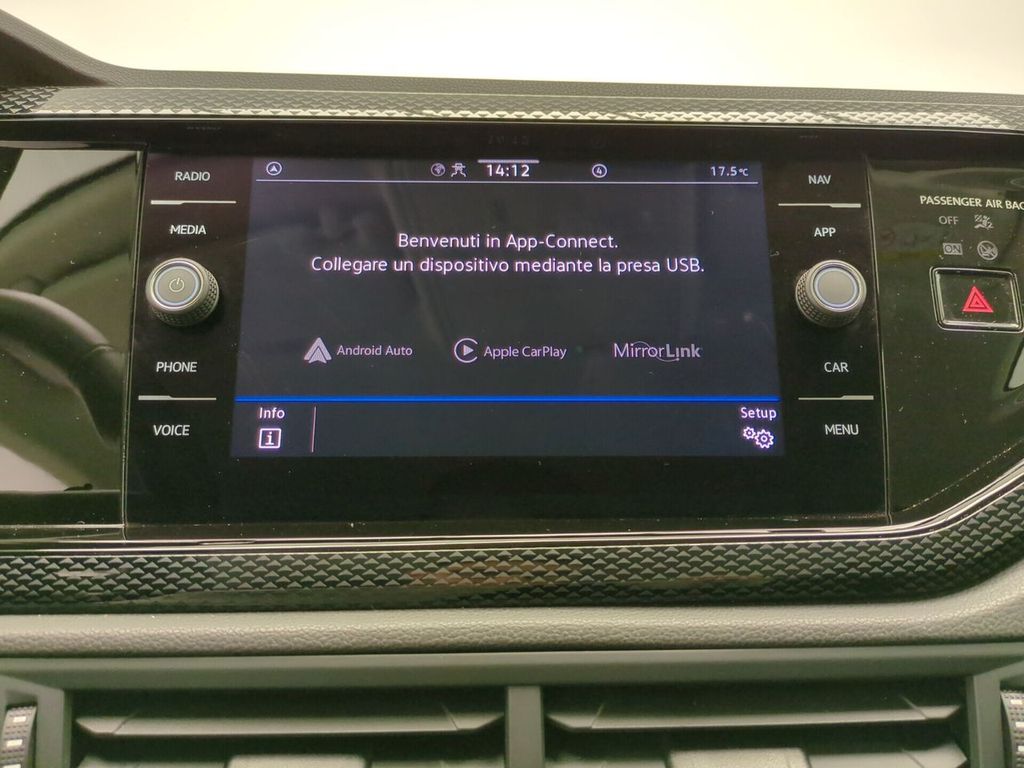 RADIO
MEDIA
PHONE
VOICE
14:12
4
17.5°C
Benvenuti in App-Connect.
Collegare un dispositivo mediante la presa USB.
Android Auto
Apple CarPlay
MirrorLink
Info
i
Setup
NAV
APP
CAR
MENU
PASSENGER AIR BAG
OFF
ON